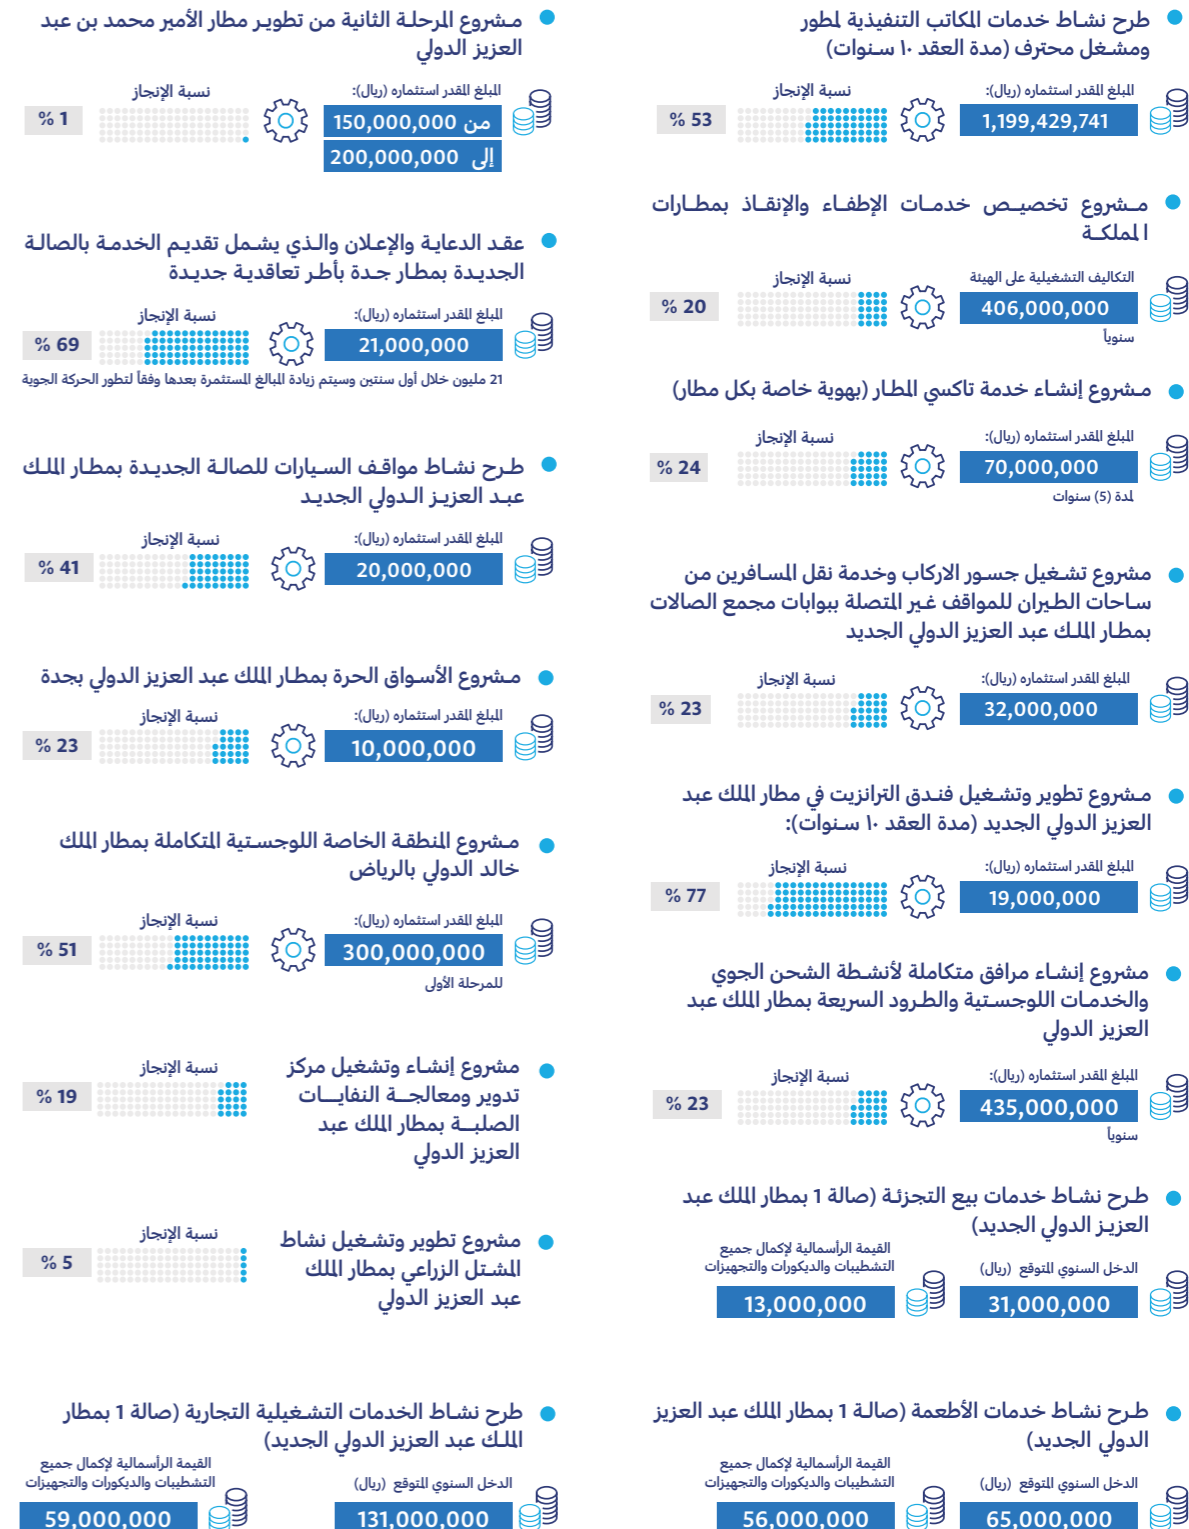 طرح نشاط خدمات المكاتب التنفيذية لمطور
ومشغل محترف (مدة العقد ١٠ سنوات)
المبلغ المقدر استثماره (ريال):
1,199,429,741
نسبة الإنجاز
% 53
مشروع تخصيص خدمات الإطفاء والإنقاذ بمطارات
المملكة
التكاليف التشغيلية على الهيئة
406,000,000
سنوياً
نسبة الإنجاز
% 20
مشروع إنشاء خدمة تاكسي المطار (بهوية خاصة بكل مطار)
المبلغ المقدر استثماره (ريال):
70,000,000
لمدة (5) سنوات
نسبة الإنجاز
% 24
مشروع تشغيل جسور الاركاب وخدمة نقل المسافرين من
ساحات الطيران للمواقف غير المتصلة ببوابات مجمع الصالات
بمطار الملك عبد العزيز الدولي الجديد
المبلغ المقدر استثماره (ريال):
32,000,000
نسبة الإنجاز
% 23
مشروع تطوير وتشغيل فندق الترانزيت في مطار الملك عبد
العزيز الدولي الجديد (مدة العقد ١٠ سنوات):
المبلغ المقدر استثماره (ريال):
19,000,000
نسبة الإنجاز
% 77
مشروع إنشاء مرافق متكاملة لأنشطة الشحن الجوي
والخدمات اللوجستية والطرود السريعة بمطار الملك عبد
العزيز الدولي
المبلغ المقدر استثماره (ريال):
435,000,000
سنوياً
نسبة الإنجاز
% 23
طرح نشاط خدمات بيع التجزئة (صالة 1 بمطار الملك عبد
العزيز الدولي الجديد)
الدخل السنوي المتوقع (ريال)
31,000,000
القيمة الرأسمالية لإكمال جميع
التشطيبات والديكورات والتجهيزات
13,000,000
طرح نشاط خدمات الأطعمة (صالة 1 بمطار الملك عبد العزيز
الدولي الجديد)
الدخل السنوي المتوقع (ريال)
65,000,000
القيمة الرأسمالية لإكمال جميع
التشطيبات والديكورات والتجهيزات
56,000,000
مشروع المرحلة الثانية من تطوير مطار الأمير محمد بن عبد
العزيز الدولي
المبلغ المقدر استثماره (ريال):
من 150,000,000
إلى 200,000,000
نسبة الإنجاز
% 1
عقد الدعاية والإعلان والذي يشمل تقديم الخدمة بالصالة
الجديدة بمطار جدة بأطر تعاقدية جديدة
المبلغ المقدر استثماره (ريال):
21,000,000
نسبة الإنجاز
% 69
21 مليون خلال أول سنتين وسيتم زيادة المبالغ المستثمرة بعدها وفقاً لتطور الحركة الجوية
طرح نشاط مواقف السيارات للصالة الجديدة بمطار الملك
عبد العزيز الدولي الجديد
المبلغ المقدر استثماره (ريال):
20,000,000
نسبة الإنجاز
% 41
مشروع الأسواق الحرة بمطار الملك عبد العزيز الدولي بجدة
المبلغ المقدر استثماره (ريال):
10,000,000
نسبة الإنجاز
% 23
مشروع المنطقة الخاصة اللوجستية المتكاملة بمطار الملك
خالد الدولي بالرياض
المبلغ المقدر استثماره (ريال):
300,000,000
للمرحلة الأولى
نسبة الإنجاز
% 51
مشروع إنشاء وتشغيل مركز
تدوير ومعالجة النفايات
الصلبة بمطار الملك عبد
العزيز الدولي
نسبة الإنجاز
% 19
مشروع تطوير وتشغيل نشاط
المشتل الزراعي بمطار الملك
عبد العزيز الدولي
نسبة الإنجاز
% 5
طرح نشاط الخدمات التشغيلية التجارية (صالة 1 بمطار
الملك عبد العزيز الدولي الجديد)
الدخل السنوي المتوقع (ريال)
131,000,000
القيمة الرأسمالية لإكمال جميع
التشطيبات والديكورات والتجهيزات
59,000,000